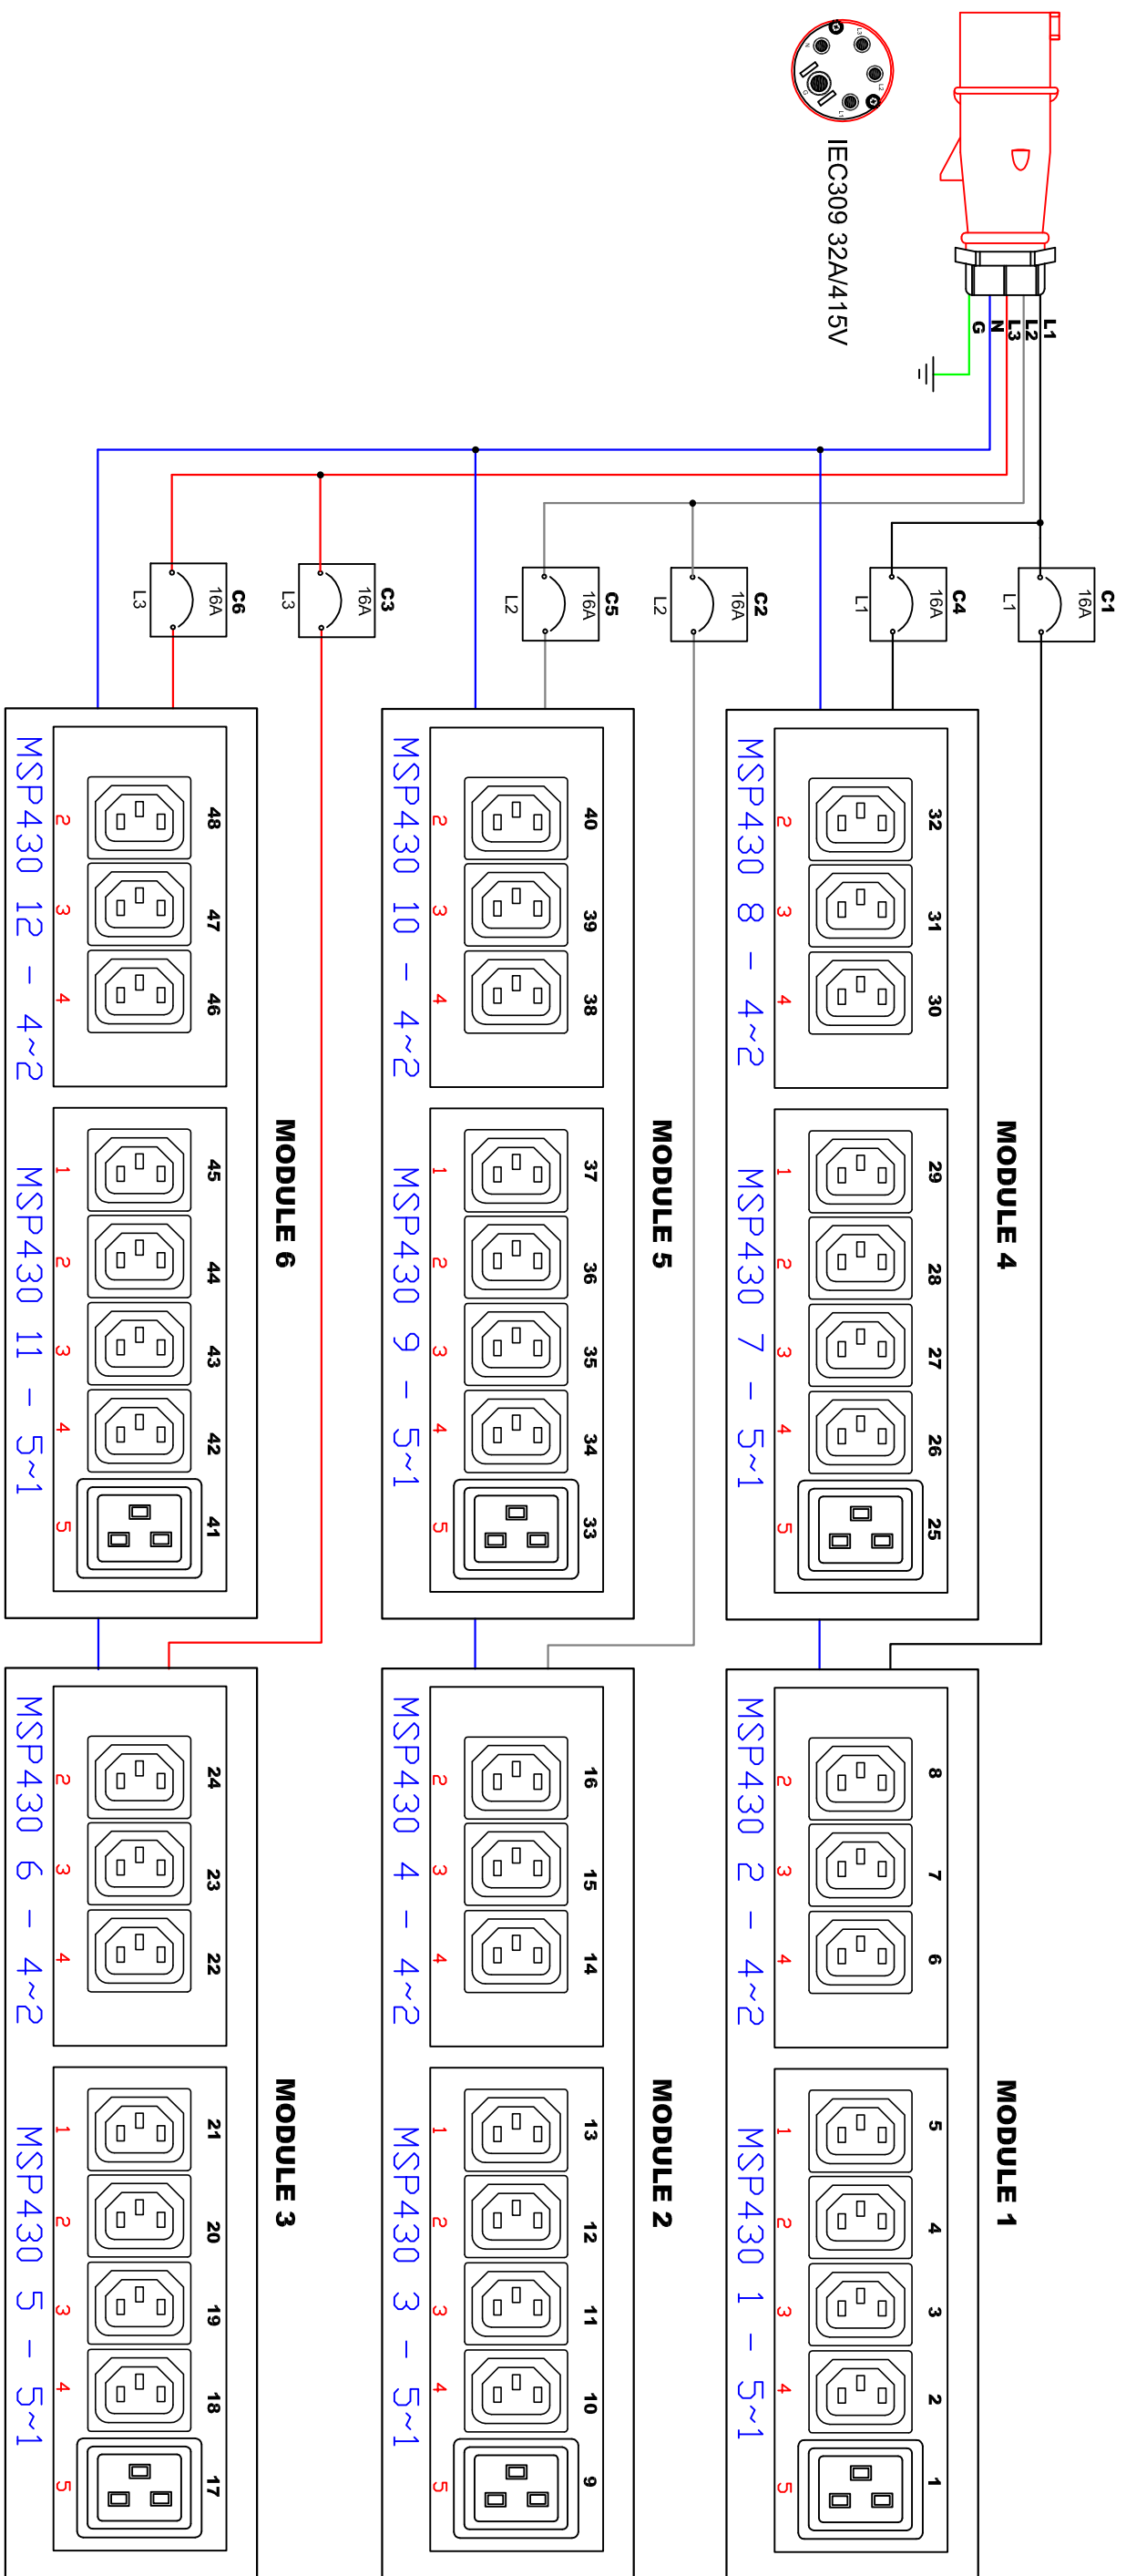 IEC309 32A/415V
L3
L2
L1
N
G
L1
L2
L3
N
G
C1
16A
L1
C4
16A
L1
C2
16A
L2
C5
16A
L2
C3
16A
L3
C6
16A
L3
MODULE 4
32 31 30 29 28 27 26 25
2 3 4 1 2 3 4 5
MSP430 8 - 4~2 MSP430 7 - 5~1
MODULE 1
8 7 6 5 4 3 2 1
2 3 4 1 2 3 4 5
MSP430 2 - 4~2 MSP430 1 - 5~1
MODULE 5
40 39 38 37 36 35 34 33
2 3 4 1 2 3 4 5
MSP430 10 - 4~2 MSP430 9 - 5~1
MODULE 2
16 15 14 13 12 11 10 9
2 3 4 1 2 3 4 5
MSP430 4 - 4~2 MSP430 3 - 5~1
MODULE 6
48 47 46 45 44 43 42 41
2 3 4 1 2 3 4 5
MSP430 12 - 4~2 MSP430 11 - 5~1
MODULE 3
24 23 22 21 20 19 18 17
2 3 4 1 2 3 4 5
MSP430 6 - 4~2 MSP430 5 - 5~1